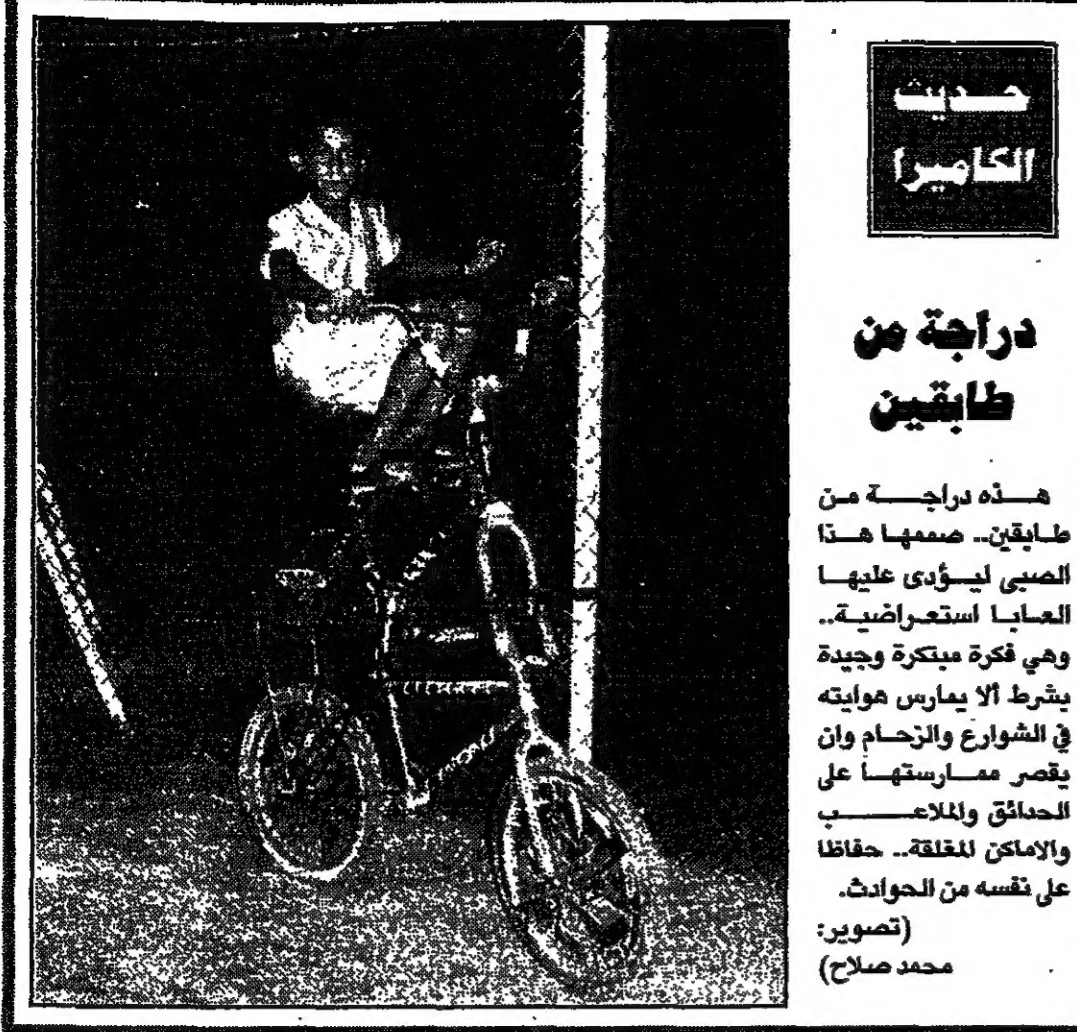 حديث
الكاميرا
دراجة من
طابقين
هذه دراجة من
طابقين.. صممها هذا
الصبى ليؤدى عليها
العابا استعراضية..
وهي فكرة مبتكرة وجيدة
بشرط ألا يمارس هوايته
في الشوارع والزحام وان
يقصر ممارستها على
الحدائق والملاعب
والاماكن المغلقة.. حفاظا
على نفسه من الحوادث.
(تصوير:
محمد صلاح)